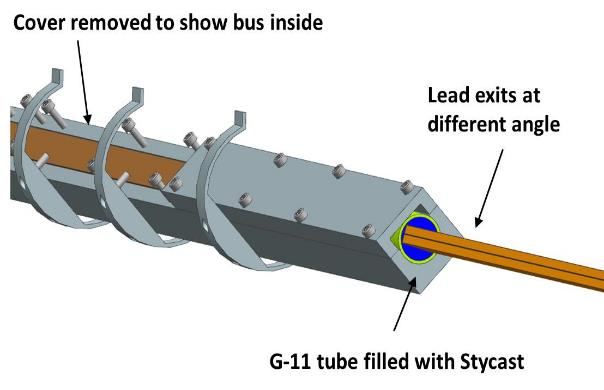 Cover removed to show bus inside
Lead exits at
different angle
G-11 tube filled with Stycast